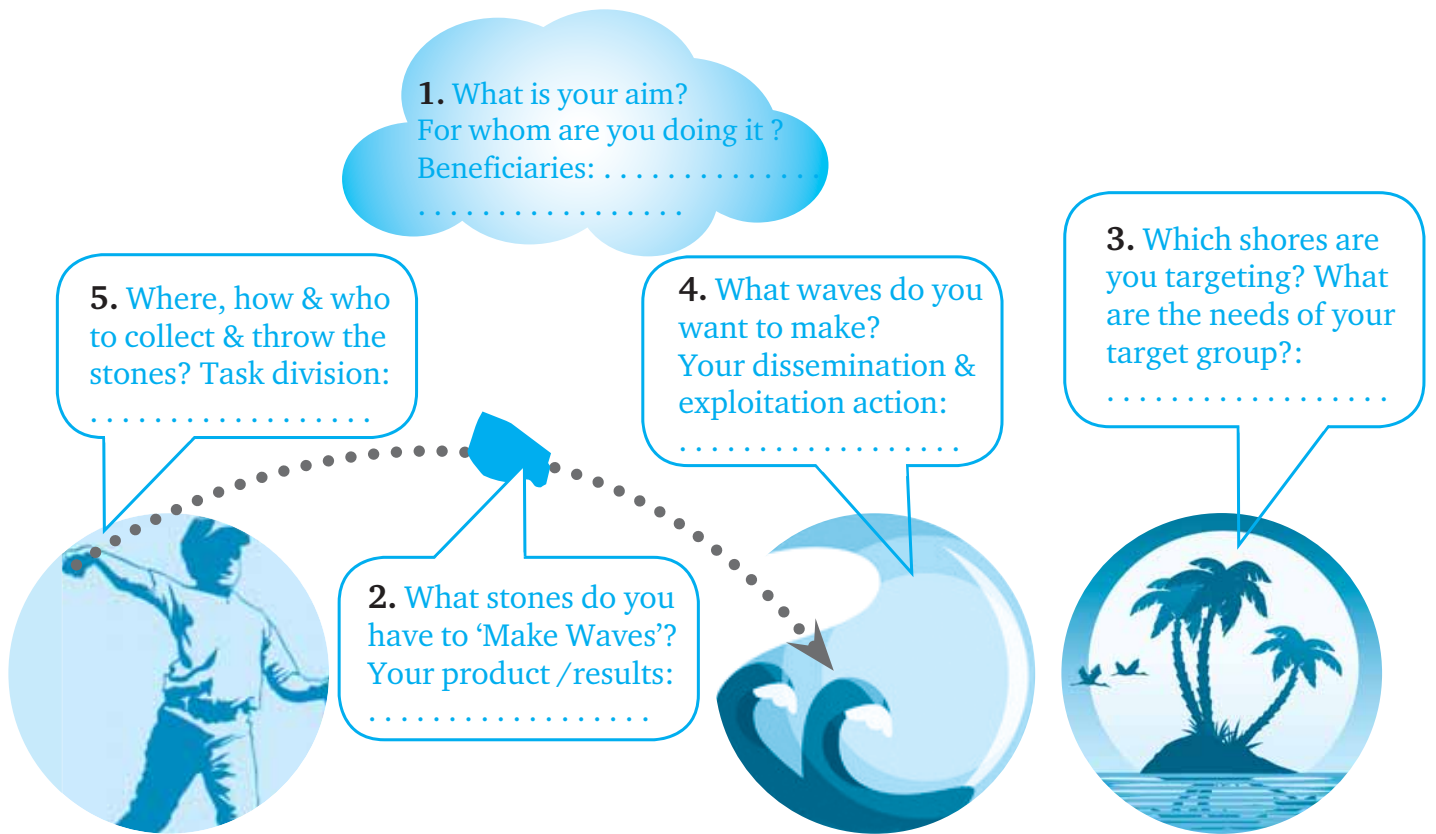 1. What is your aim?
For whom are you doing it ?
Beneficiaries: . . . . . . . . . . . . . .
. . . . . . . . . . . . . . . . .
5. Where, how & who
to collect & throw the
stones? Task division:
. . . . . . . . . . . . . . . . . .
4. What waves do you
want to make?
Your dissemination &
exploitation action:
. . . . . . . . . . . . . . . . . .
3. Which shores are
you targeting? What
are the needs of your
target group?:
. . . . . . . . . . . . . . . . . .
2. What stones do you
have to ‘Make Waves’?
Your product /results:
. . . . . . . . . . . . . . . . . .